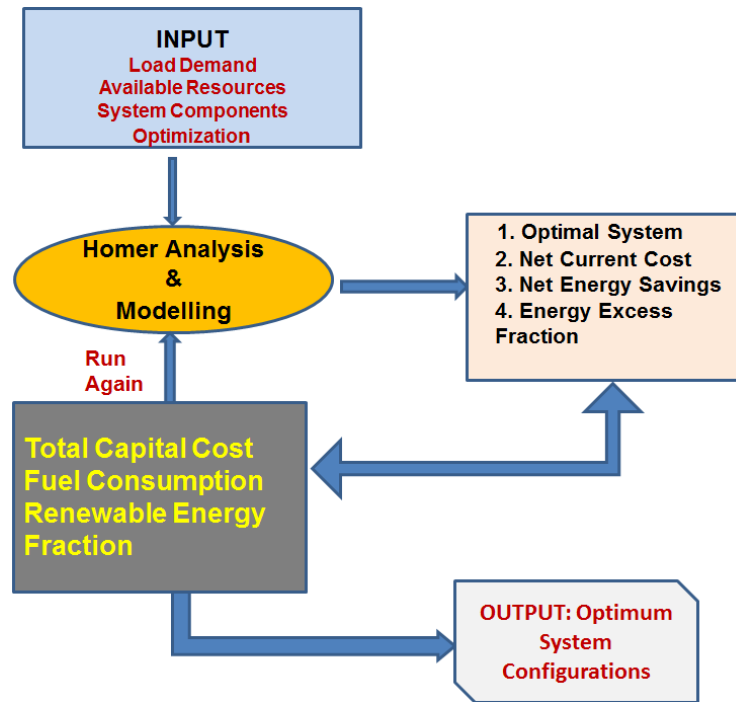 INPUT
Load Demand
Available Resources
System Components
Optimization
Homer Analysis
&
Modelling
1. Optimal System
2. Net Current Cost
3. Net Energy Savings
4. Energy Excess
Fraction
Run
Again
Total Capital Cost
Fuel Consumption
Renewable Energy
Fraction
OUTPUT: Optimum
System
Configurations